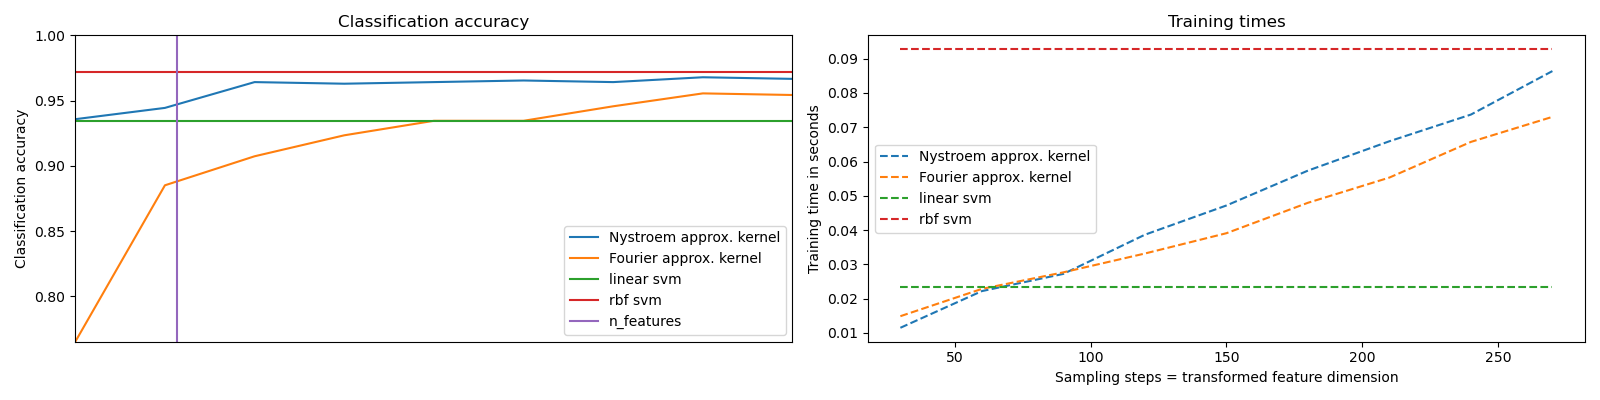 Classification accuracy
Classification accuracy
1.00
0.95
0.90
0.85
0.80
Nystroem approx. kernel
Fourier approx. kernel
linear svm
rbf svm
n_features
Training times
Training time in seconds
0.09
0.08
0.07
0.06
0.05
0.04
0.03
0.02
0.01
Nystroem approx. kernel
Fourier approx. kernel
linear svm
rbf svm
50
100
150
200
250
Sampling steps = transformed feature dimension